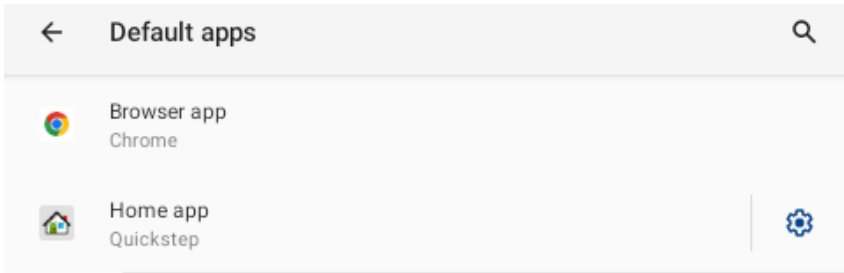 Default apps
Browser app
Chrome
Home app
Quickstep